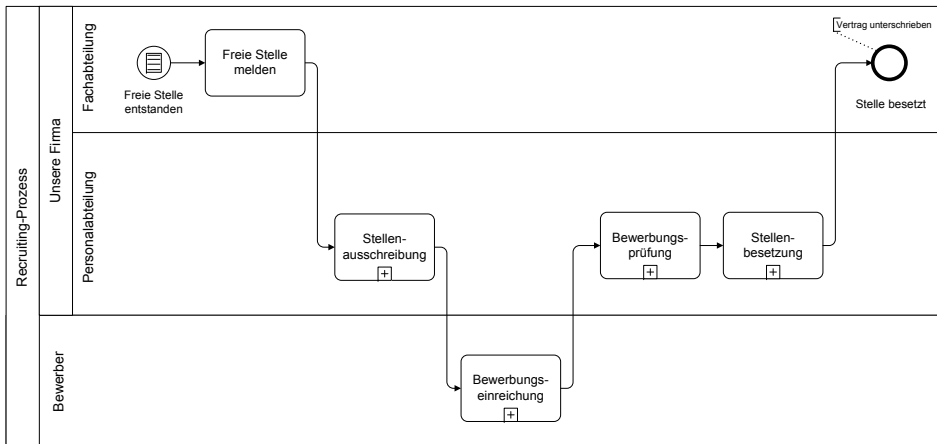 Recruiting-Prozess
Unsere Firma
Fachabteilung
Freie Stelle
entstanden
Freie Stelle
melden
Vertrag unterschrieben
Stelle besetzt
Personalabteilung
Stellen-
ausschreibung
Bewerbungs-
prüfung
Stellen-
besetzung
Bewerber
Bewerbungs-
einreichung